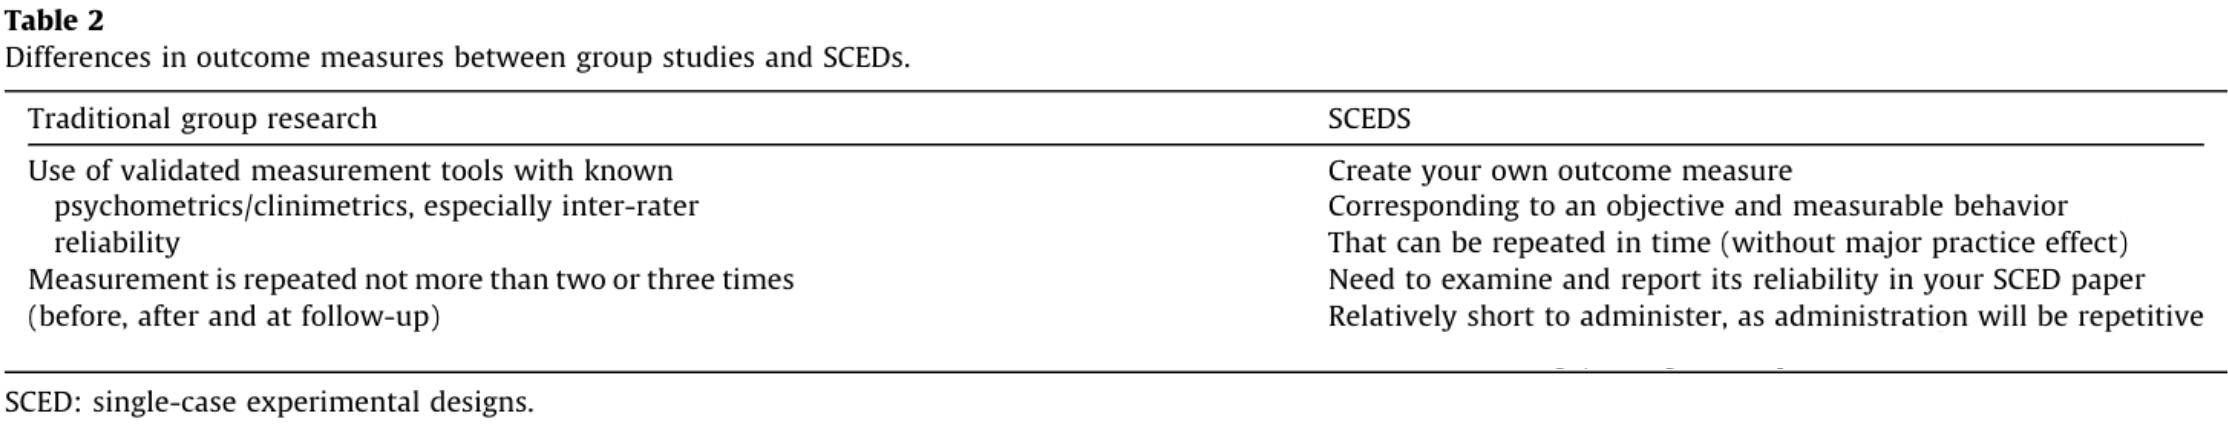 Table 2
Differences in outcome measures between group studies and SCEDs.
Traditional group research
SCEDS
Use of validated measurement tools with known
psychometrics/clinimetrics, especially inter-rater
reliability
Measurement is repeated not more than two or three times
(before, after and at follow-up)
Create your own outcome measure
Corresponding to an objective and measurable behavior
That can be repeated in time (without major practice effect)
Need to examine and report its reliability in your SCED paper
Relatively short to administer, as administration will be repetitive
SCED: single-case experimental designs.